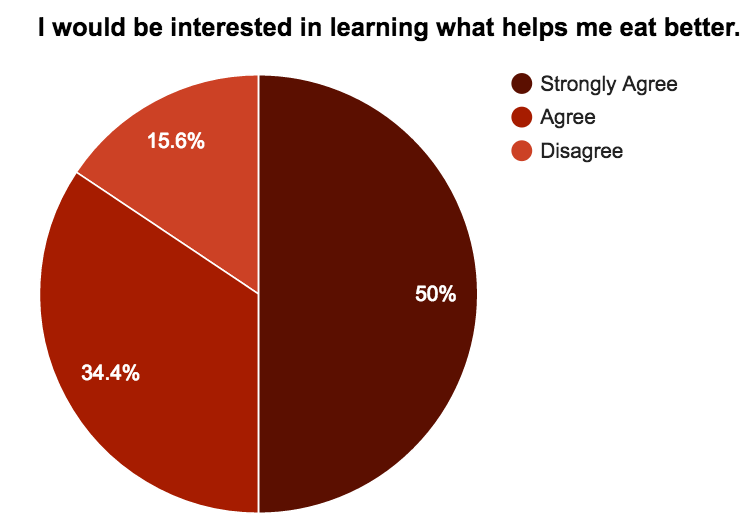 I would be interested in learning what helps me eat better.
Strongly Agree
Agree
Disagree
15.6%
50%
34.4%